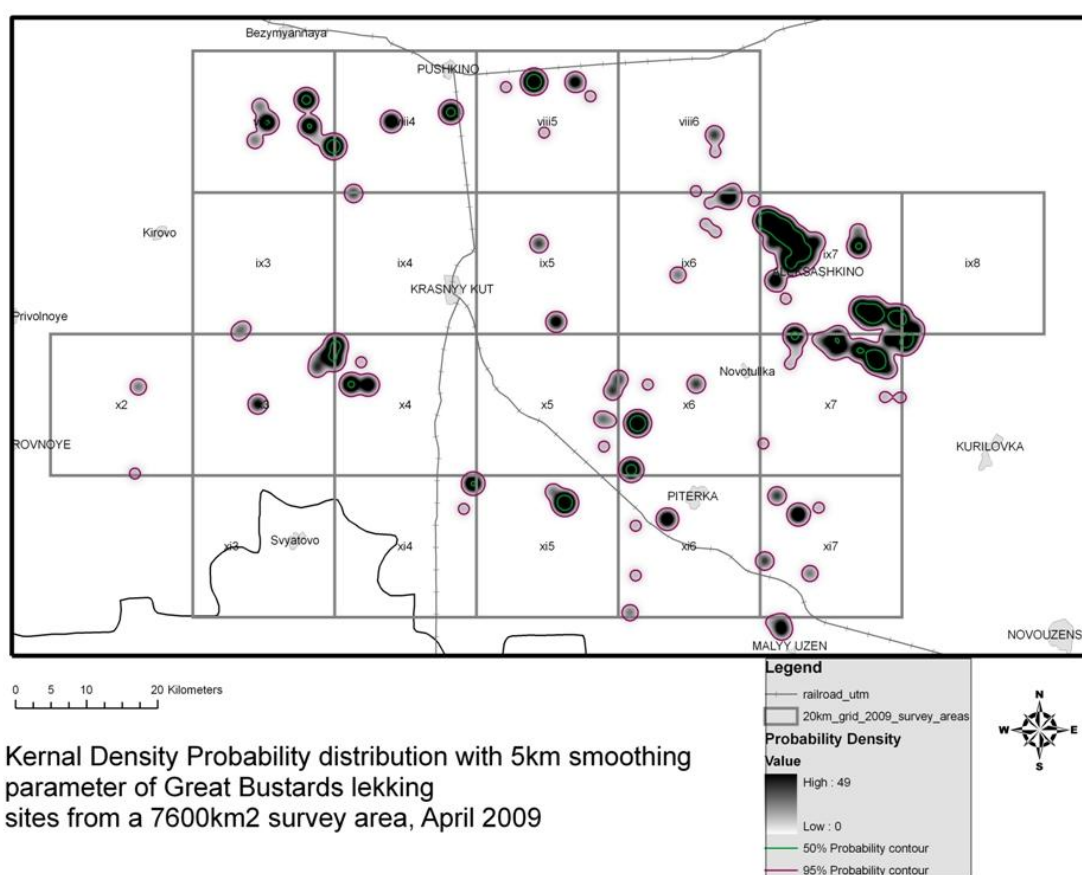 Bezymyannaya
PUSHKINO
viii4
viii5
viii6
Kirovo
ix3
ix4
ix5
ix6
ix7
ix8
ALEKSASHKINO
KRASNYY KUT
Privolnoye
Novotullka
x2
x4
x5
x6
x7
ROVNOYE
KURILOVKA
PITERKA
Svyatovo
xi3
xi4
xi5
xi6
xi7
MALYY UZEN
NOVOUZENS
0 5 10 20 Kilometers
Legend
railroad_utm
20km_grid_2009_survey_areas
Probability Density
Value
High : 49
Low : 0
50% Probability contour
95% Probability contour
N
W E
S
Kernal Density Probability distribution with 5km smoothing
parameter of Great Bustards lekking
sites from a 7600km2 survey area, April 2009